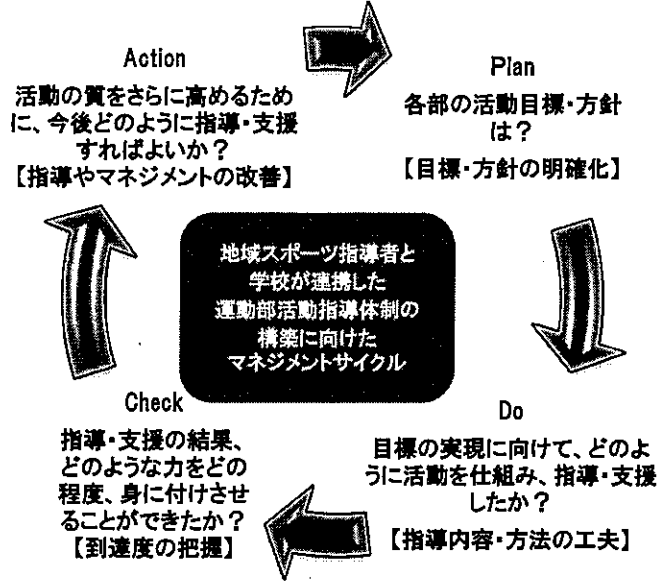 Action
活動の質をさらに高めるため
に、今後どのように指導・支援
すればよいか？
【指導やマネジメントの改善】
Plan
各部の活動目標・方針
は？
【目標・方針の明確化】
地域スポーツ指導者と
学校が連携した
運動部活動指導体制の
構築に向けた
マネジメントサイクル
Check
指導・支援の結果、
どのような力をどの
程度、身に付けさせ
ることができたか？
【到達度の把握】
Do
目標の実現に向けて、どのよ
うに活動を仕組み、指導・支援
したか？
【指導内容・方法の工夫】